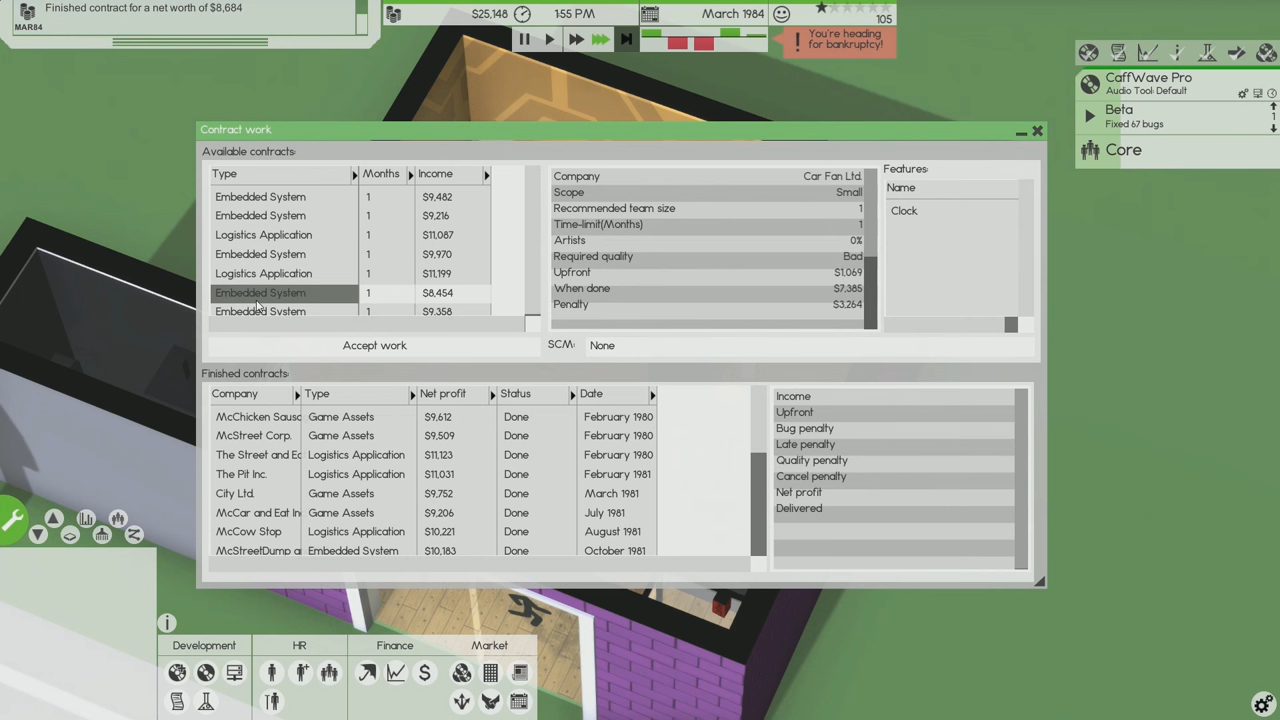 Finished contract for a net worth of $8,684
MAR84
$25,148
1:55 PM
March 1984
105
You're heading
for bankruptcy!
CaffWave Pro
Audio Tool: Default
Beta
1
Fixed 67 bugs
Core
Contract work
Available contracts:
Type Months Income
Embedded System 1 $9,482
Embedded System 1 $9,216
Logistics Application 1 $11,087
Embedded System 1 $9,970
Logistics Application 1 $11,199
Embedded System 1 $8,454
Embedded System 1 $9,358
Company Car Fan Ltd.
Scope Small
Recommended team size 1
Time-limit(Months) 1
Artists 0%
Required quality Bad
Upfront $1,069
When done $7,385
Penalty $3,264
Features:
Name
Clock
Accept work
SCM: None
Finished contracts:
Company Type Net profit Status Date
McChicken Sausc Game Assets $9,612 Done February 1980
McStreet Corp. Game Assets $9,509 Done February 1980
The Street and Ec Logistics Application $11,123 Done February 1980
The Pit Inc. Logistics Application $11,031 Done February 1981
City Ltd. Game Assets $9,752 Done March 1981
McCar and Eat In Game Assets $9,206 Done July 1981
McCow Stop Logistics Application $10,221 Done August 1981
McStreetDump a Embedded System $10,183 Done October 1981
Income
Upfront
Bug penalty
Late penalty
Quality penalty
Cancel penalty
Net profit
Delivered
Development HR Finance Market